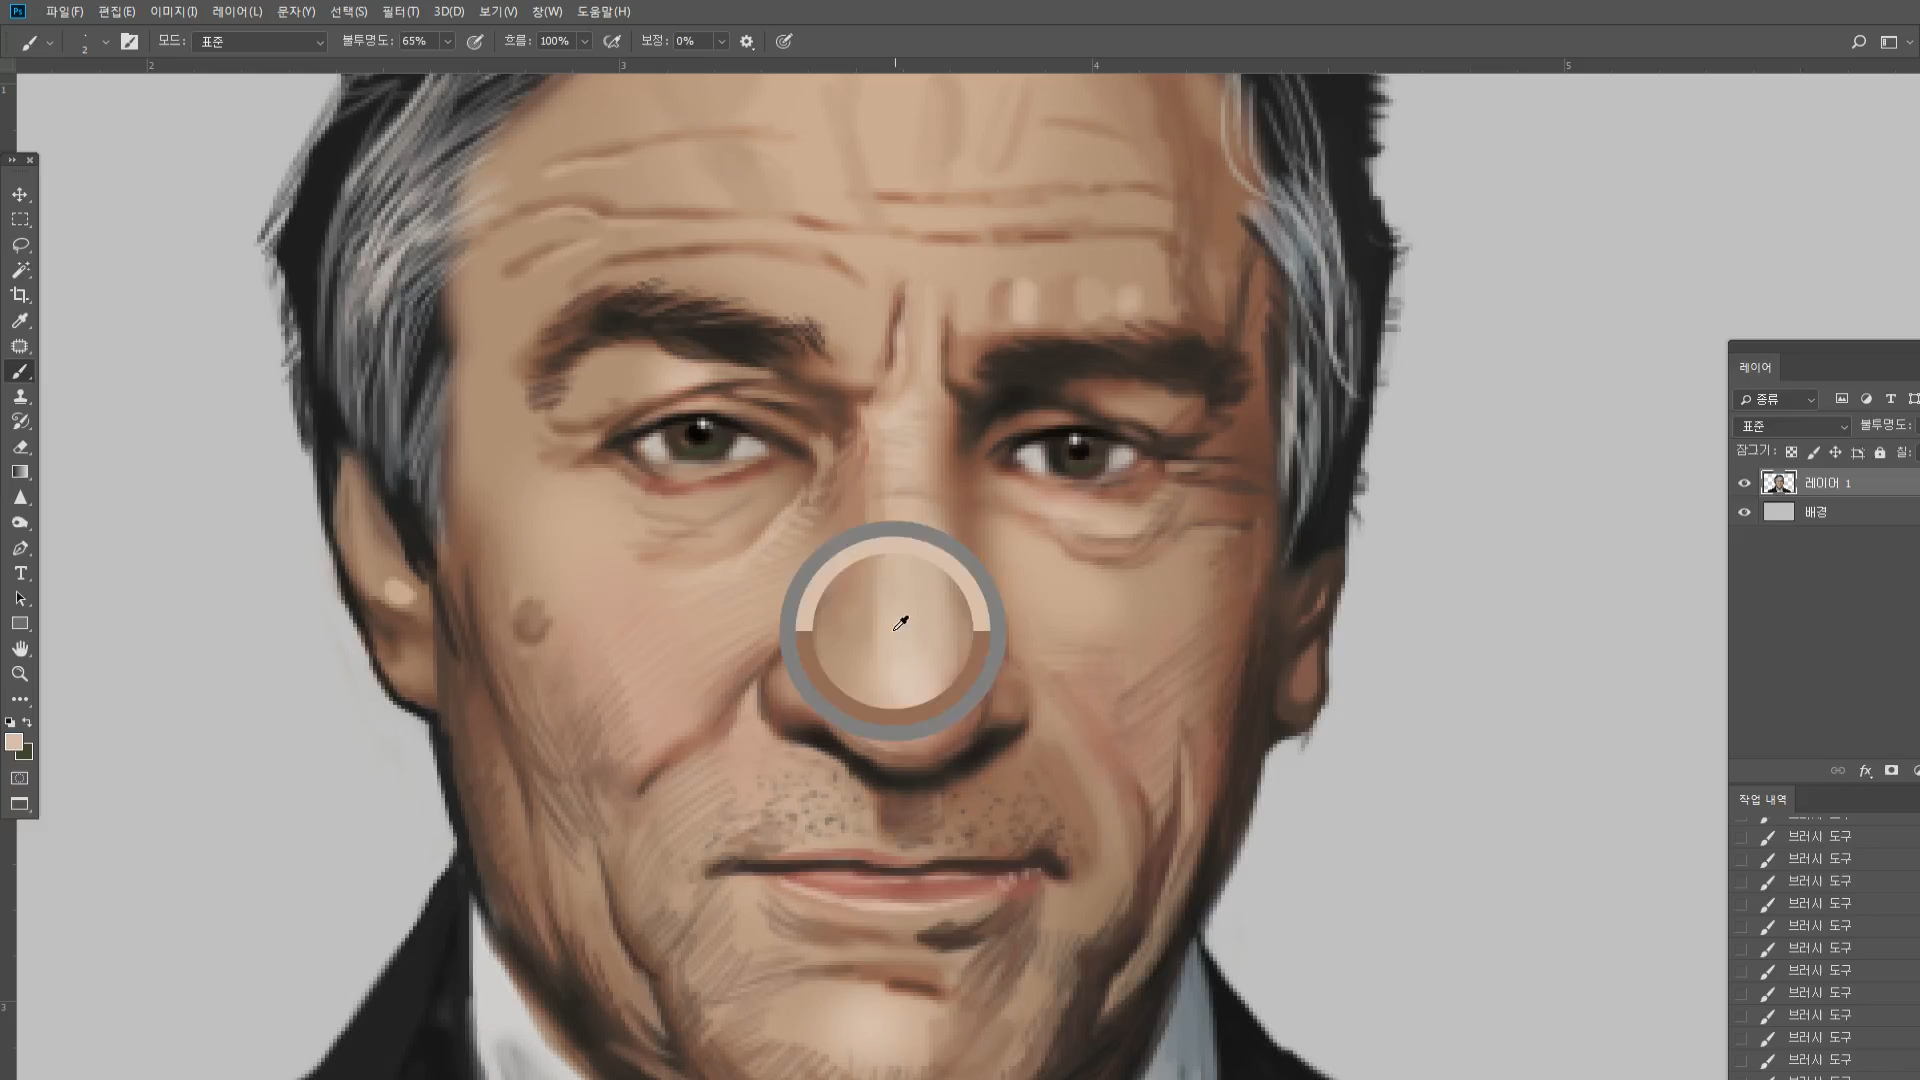 Ps 파일(F) 편집(E) 이미지(I) 레이어(L) 문자(Y) 선택(S) 필터(T) 3D(D) 보기(V) 창(W) 도움말(H)
2 모드: 표준 불투명도: 65% 흐름: 100% 보정: 0%
2 3 4 5
1
3
레이어
종류
표준 불투명도:
잠그기: 칠:
레이어 1
배경
fx
작업 내역
브러시 도구
브러시 도구
브러시 도구
브러시 도구
브러시 도구
브러시 도구
브러시 도구
브러시 도구
브러시 도구
브러시 도구
브러시 도구